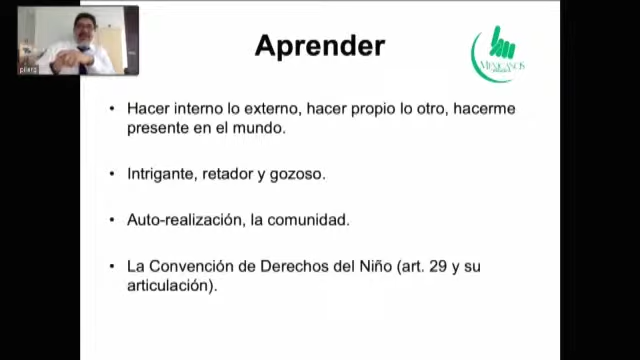 Aprender
MEXICANOS
Hacer interno lo externo, hacer propio lo otro, hacerme
presente en el mundo.
Intrigante, retador y gozoso.
Auto-realización, la comunidad.
La Convención de Derechos del Niño (art. 29 y su
articulación).